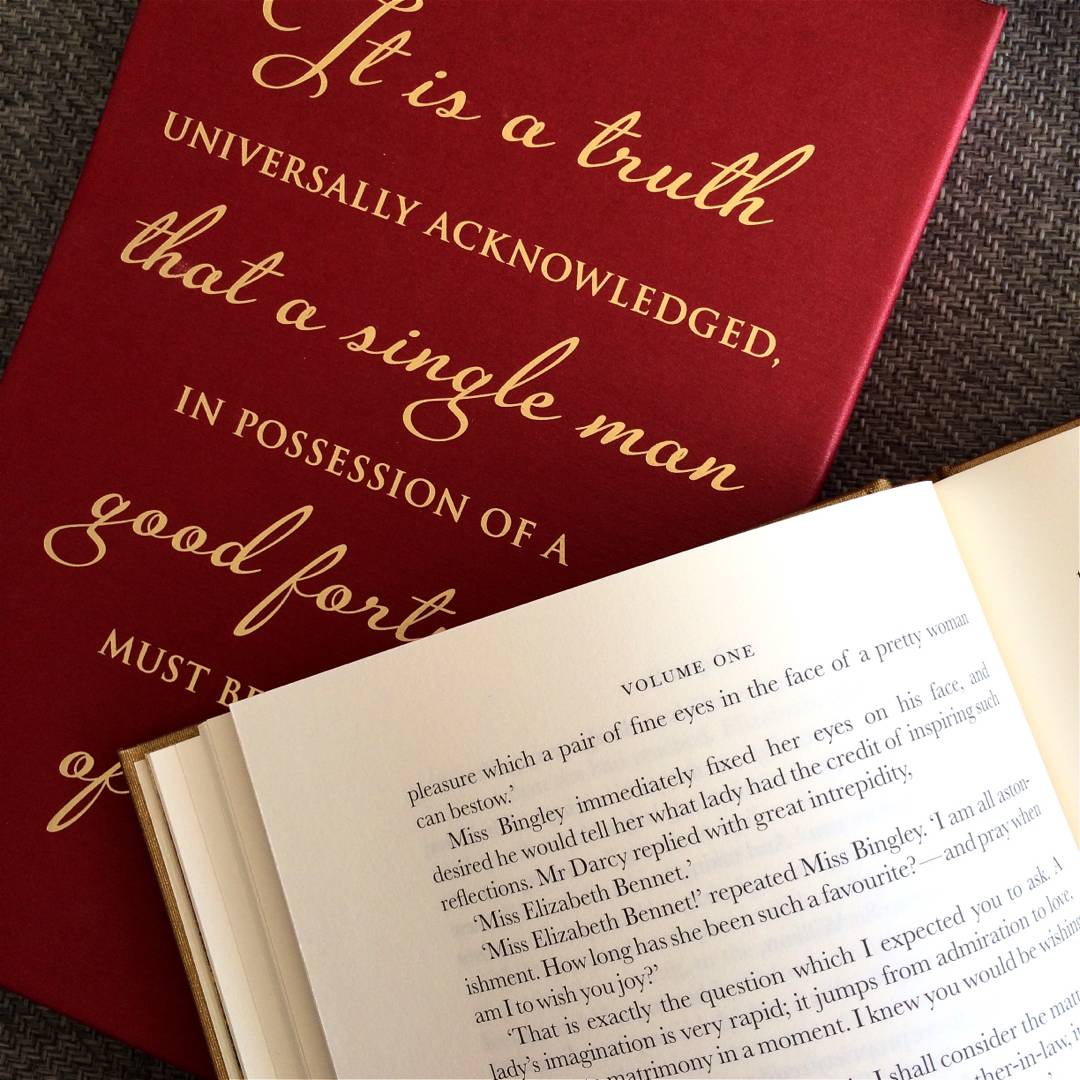 It is a truth
UNIVERSALLY ACKNOWLEDGED,
that a single man
IN POSSESSION OF A
good fort
MUST BE
of
VOLUME ONE
pleasure which a pair of fine eyes in the face of a pretty woman
can bestow.’
Miss Bingley immediately fixed her eyes on his face, and
desired he would tell her what lady had the credit of inspiring such
reflections. Mr Darcy replied with great intrepidity,
‘Miss Elizabeth Bennet.’
‘Miss Elizabeth Bennet!’ repeated Miss Bingley. ‘I am all aston-
ishment. How long has she been such a favourite?—and pray when
am I to wish you joy?’
‘That is exactly the question which I expected you to ask. A
lady’s imagination is very rapid; it jumps from admiration to love,
matrimony in a moment. I knew you would be wishing
I shall consider the
ther-in-law,